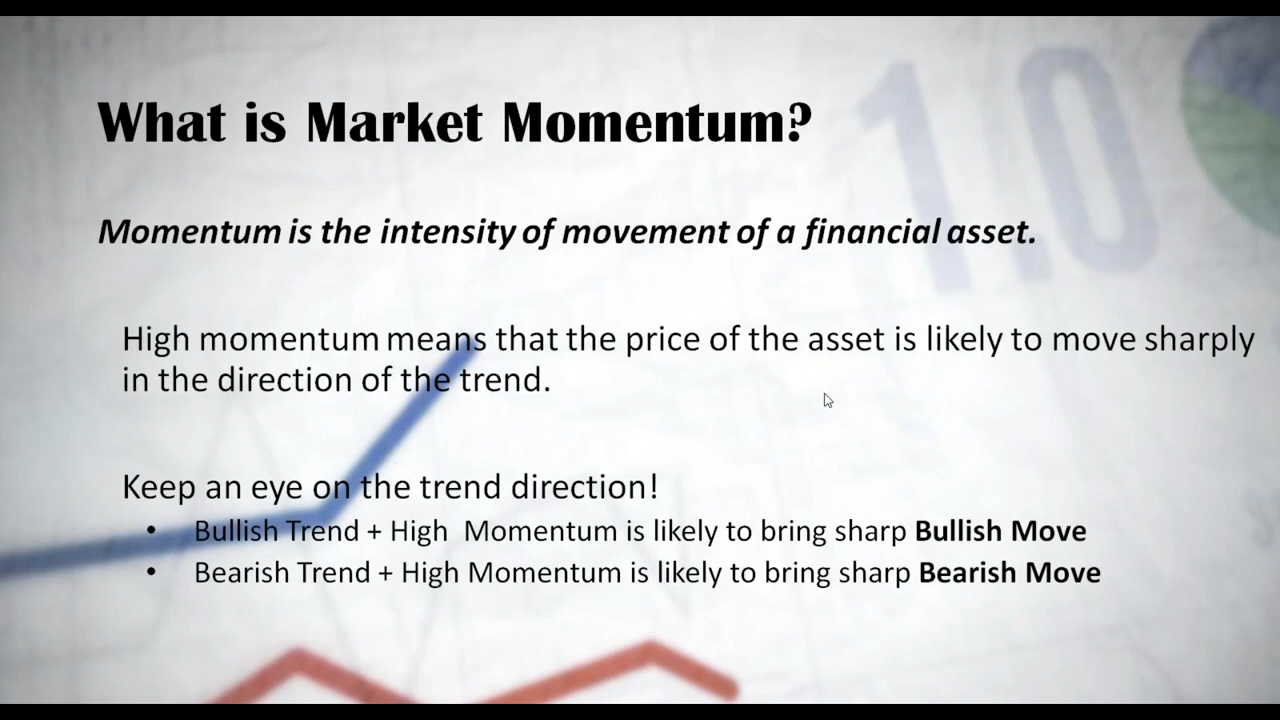 What is Market Momentum?
Momentum is the intensity of movement of a financial asset.
High momentum means that the price of the asset is likely to move sharply
in the direction of the trend.
Keep an eye on the trend direction!
• Bullish Trend + High Momentum is likely to bring sharp Bullish Move
• Bearish Trend + High Momentum is likely to bring sharp Bearish Move
10